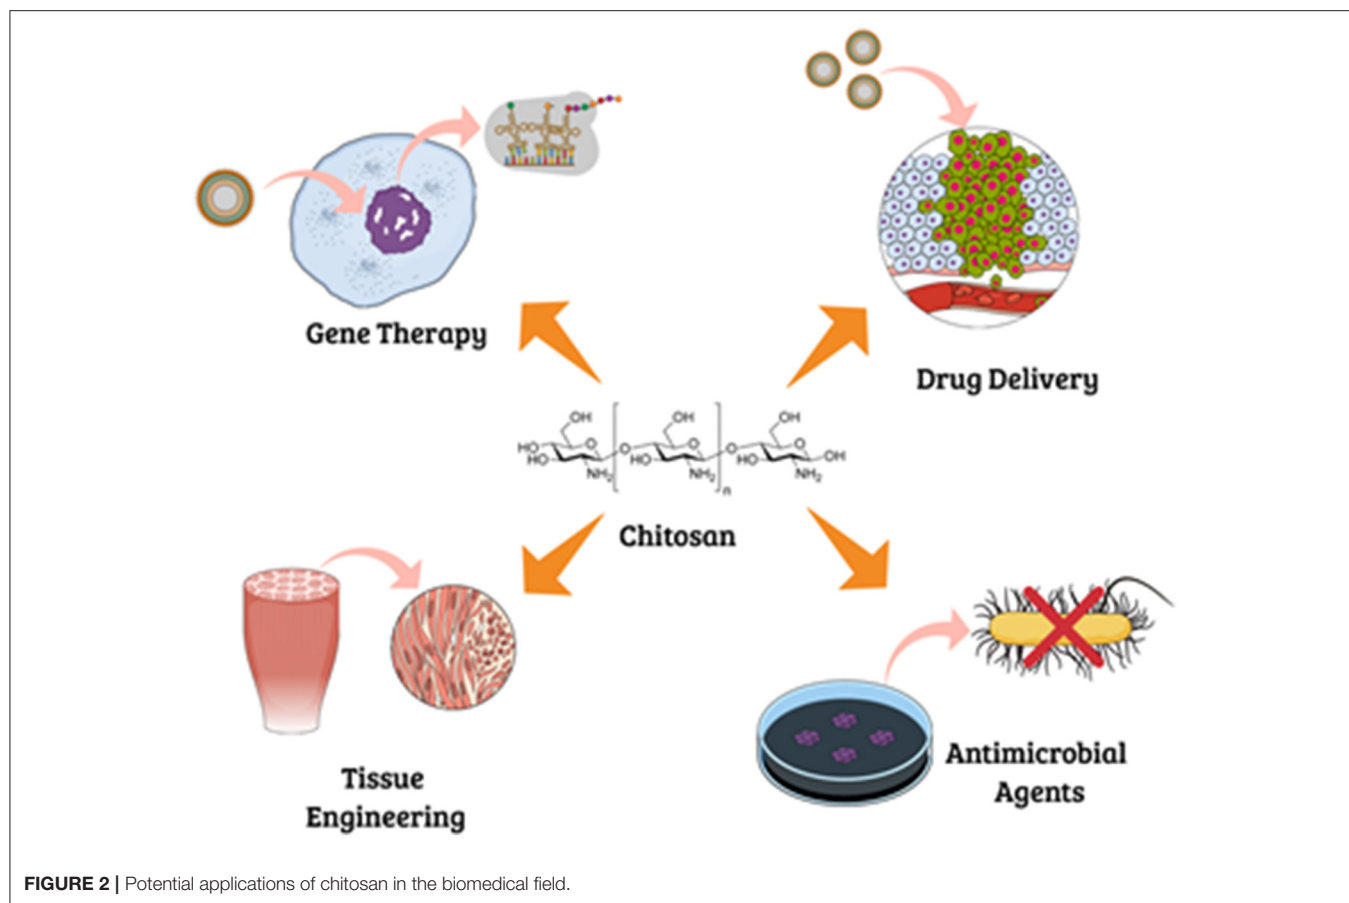 Gene Therapy
Drug Delivery
OH
OH
OH
HO
HO
O
O
HO
O
O
HO
O
OH
NH2
NH2
NH2
n
Chitosan
Tissue
Engineering
Antimicrobial
Agents
FIGURE 2 | Potential applications of chitosan in the biomedical field.